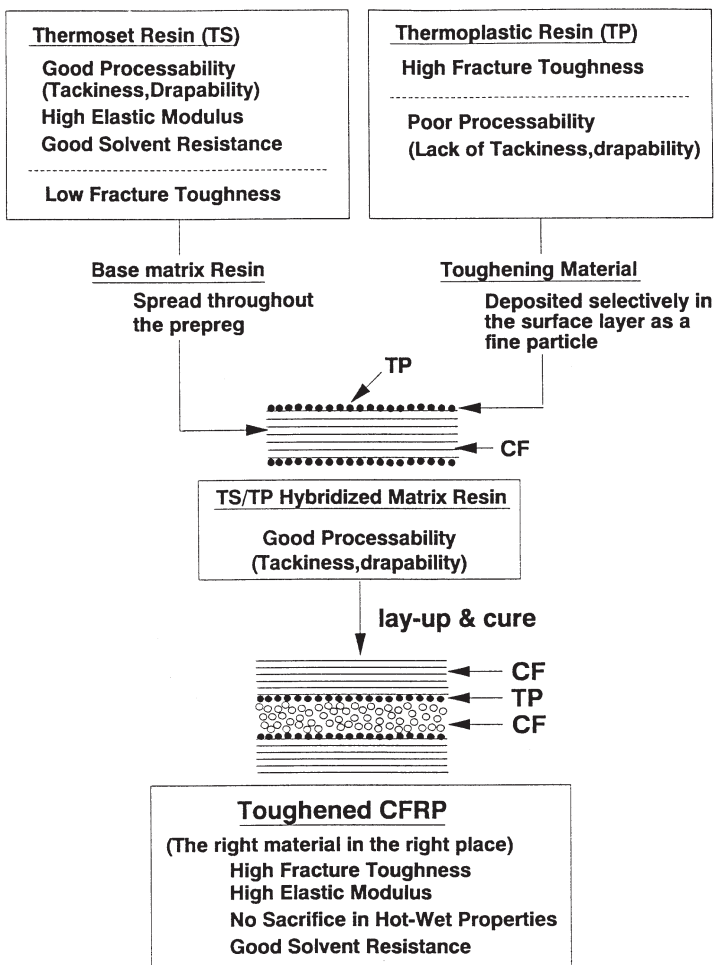 Thermoset Resin (TS)
Good Processability
(Tackiness,Drapability)
High Elastic Modulus
Good Solvent Resistance
Low Fracture Toughness
Thermoplastic Resin (TP)
High Fracture Toughness
Poor Processability
(Lack of Tackiness,drapability)
Base matrix Resin
Spread throughout
the prepreg
Toughening Material
Deposited selectively in
the surface layer as a
fine particle
TP
CF
TS/TP Hybridized Matrix Resin
Good Processability
(Tackiness,drapability)
lay-up & cure
CF
TP
CF
Toughened CFRP
(The right material in the right place)
High Fracture Toughness
High Elastic Modulus
No Sacrifice in Hot-Wet Properties
Good Solvent Resistance